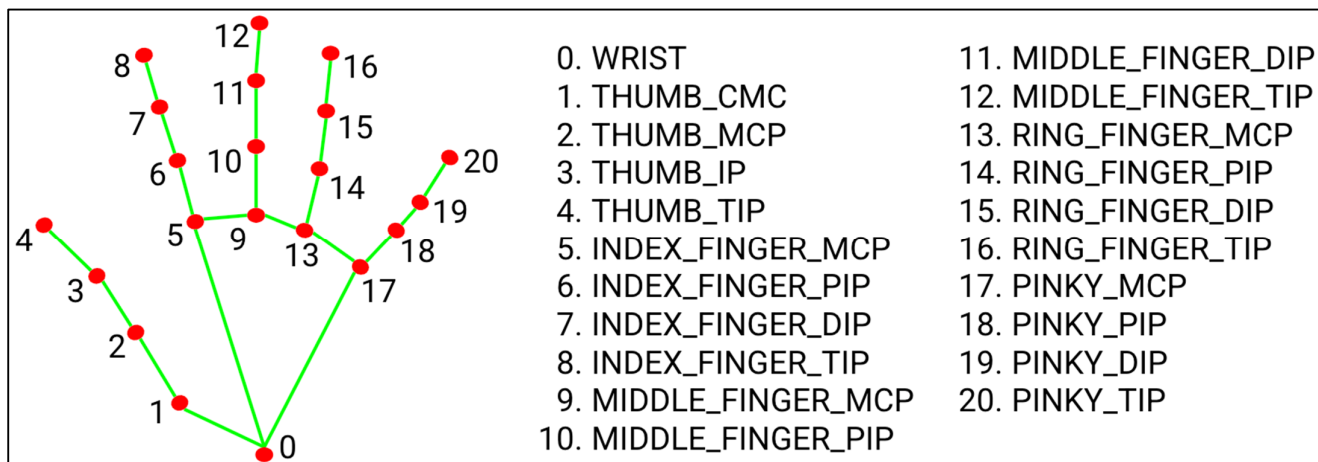 12
8
16
11
7
15
10
6
14
20
19
4
5
9
13
18
3
17
2
1
0
0. WRIST
1. THUMB_CMC
2. THUMB_MCP
3. THUMB_IP
4. THUMB_TIP
5. INDEX_FINGER_MCP
6. INDEX_FINGER_PIP
7. INDEX_FINGER_DIP
8. INDEX_FINGER_TIP
9. MIDDLE_FINGER_MCP
10. MIDDLE_FINGER_PIP
11. MIDDLE_FINGER_DIP
12. MIDDLE_FINGER_TIP
13. RING_FINGER_MCP
14. RING_FINGER_PIP
15. RING_FINGER_DIP
16. RING_FINGER_TIP
17. PINKY_MCP
18. PINKY_PIP
19. PINKY_DIP
20. PINKY_TIP